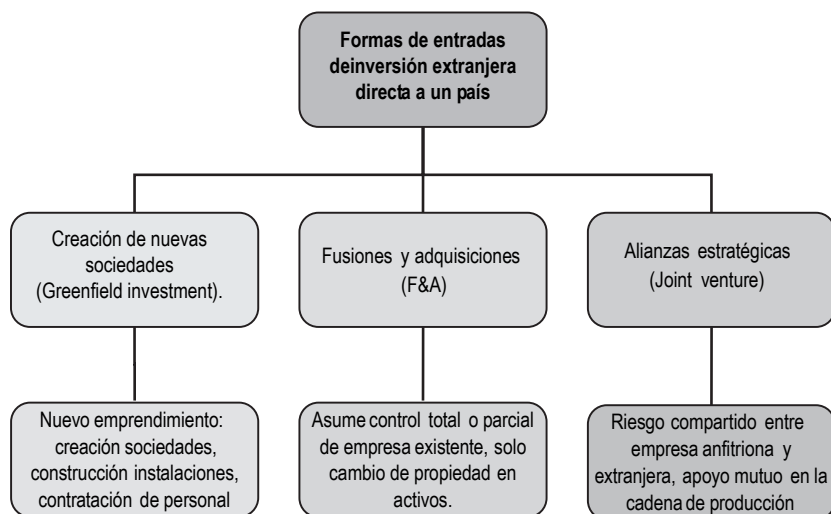 Formas de entradas
deinversión extranjera
directa a un país
Creación de nuevas
sociedades
(Greenfield investment).
Fusiones y adquisiciones
(F&A)
Alianzas estratégicas
(Joint venture)
Nuevo emprendimiento:
creación sociedades,
construcción instalaciones,
contratación de personal
Asume control total o parcial
de empresa existente, solo
cambio de propiedad en
activos.
Riesgo compartido entre
empresa anfitriona y
extranjera, apoyo mutuo en la
cadena de producción